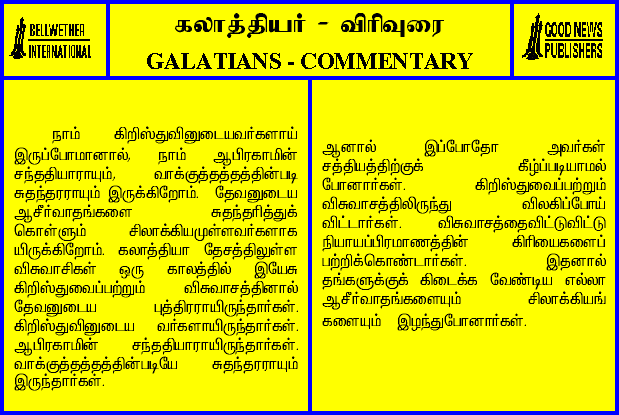 BELLWETHER
INTERNATIONAL
கலாத்தியர் - விரிவுரை
GALATIANS - COMMENTARY
GOOD NEWS
PUBLISHERS
நாம் கிறிஸ்துவினுடையவர்களாய்
இருப்போமானால், நாம் ஆபிரகாமின்
சந்ததியாராயும், வாக்குத்தத்தத்தின்படி
சுதந்தரராயும் இருக்கிறோம். தேவனுடைய
ஆசீர்வாதங்களை சுதந்தரித்துக்
கொள்ளும் சிலாக்கியமுள்ளவர்களாக
யிருக்கிறோம். கலாத்தியா தேசத்திலுள்ள
விசுவாசிகள் ஒரு காலத்தில் இயேசு
கிறிஸ்துவைப்பற்றும் விசுவாசத்தினால்
தேவனுடைய புத்திரராயிருந்தார்கள்.
கிறிஸ்துவினுடைய வர்களாயிருந்தார்கள்.
ஆபிரகாமின் சந்ததியாராயிருந்தார்கள்.
வாக்குத்தத்தத்தின்படியே சுதந்தரராயும்
இருந்தார்கள்.
ஆனால் இப்போதோ அவர்கள்
சத்தியத்திற்குக் கீழ்ப்படியாமல்
போனார்கள். கிறிஸ்துவைப்பற்றும்
விசுவாசத்திலிருந்து விலகிப்போய்
விட்டார்கள். விசுவாசத்தைவிட்டுவிட்டு
நியாயப்பிரமாணத்தின் கிரியைகளைப்
பற்றிக்கொண்டார்கள். இதனால்
தங்களுக்குக் கிடைக்க வேண்டிய எல்லா
ஆசீர்வாதங்களையும் சிலாக்கியங்
களையும் இழந்துபோனார்கள்.